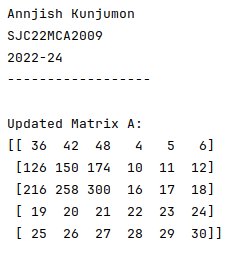 Annjish Kunjumon
SJC22MCA2009
2022-24
------------------
Updated Matrix A:
[[ 36  42  48   4   5   6]
 [126 150 174  10  11  12]
 [216 258 300  16  17  18]
 [ 19  20  21  22  23  24]
 [ 25  26  27  28  29  30]]